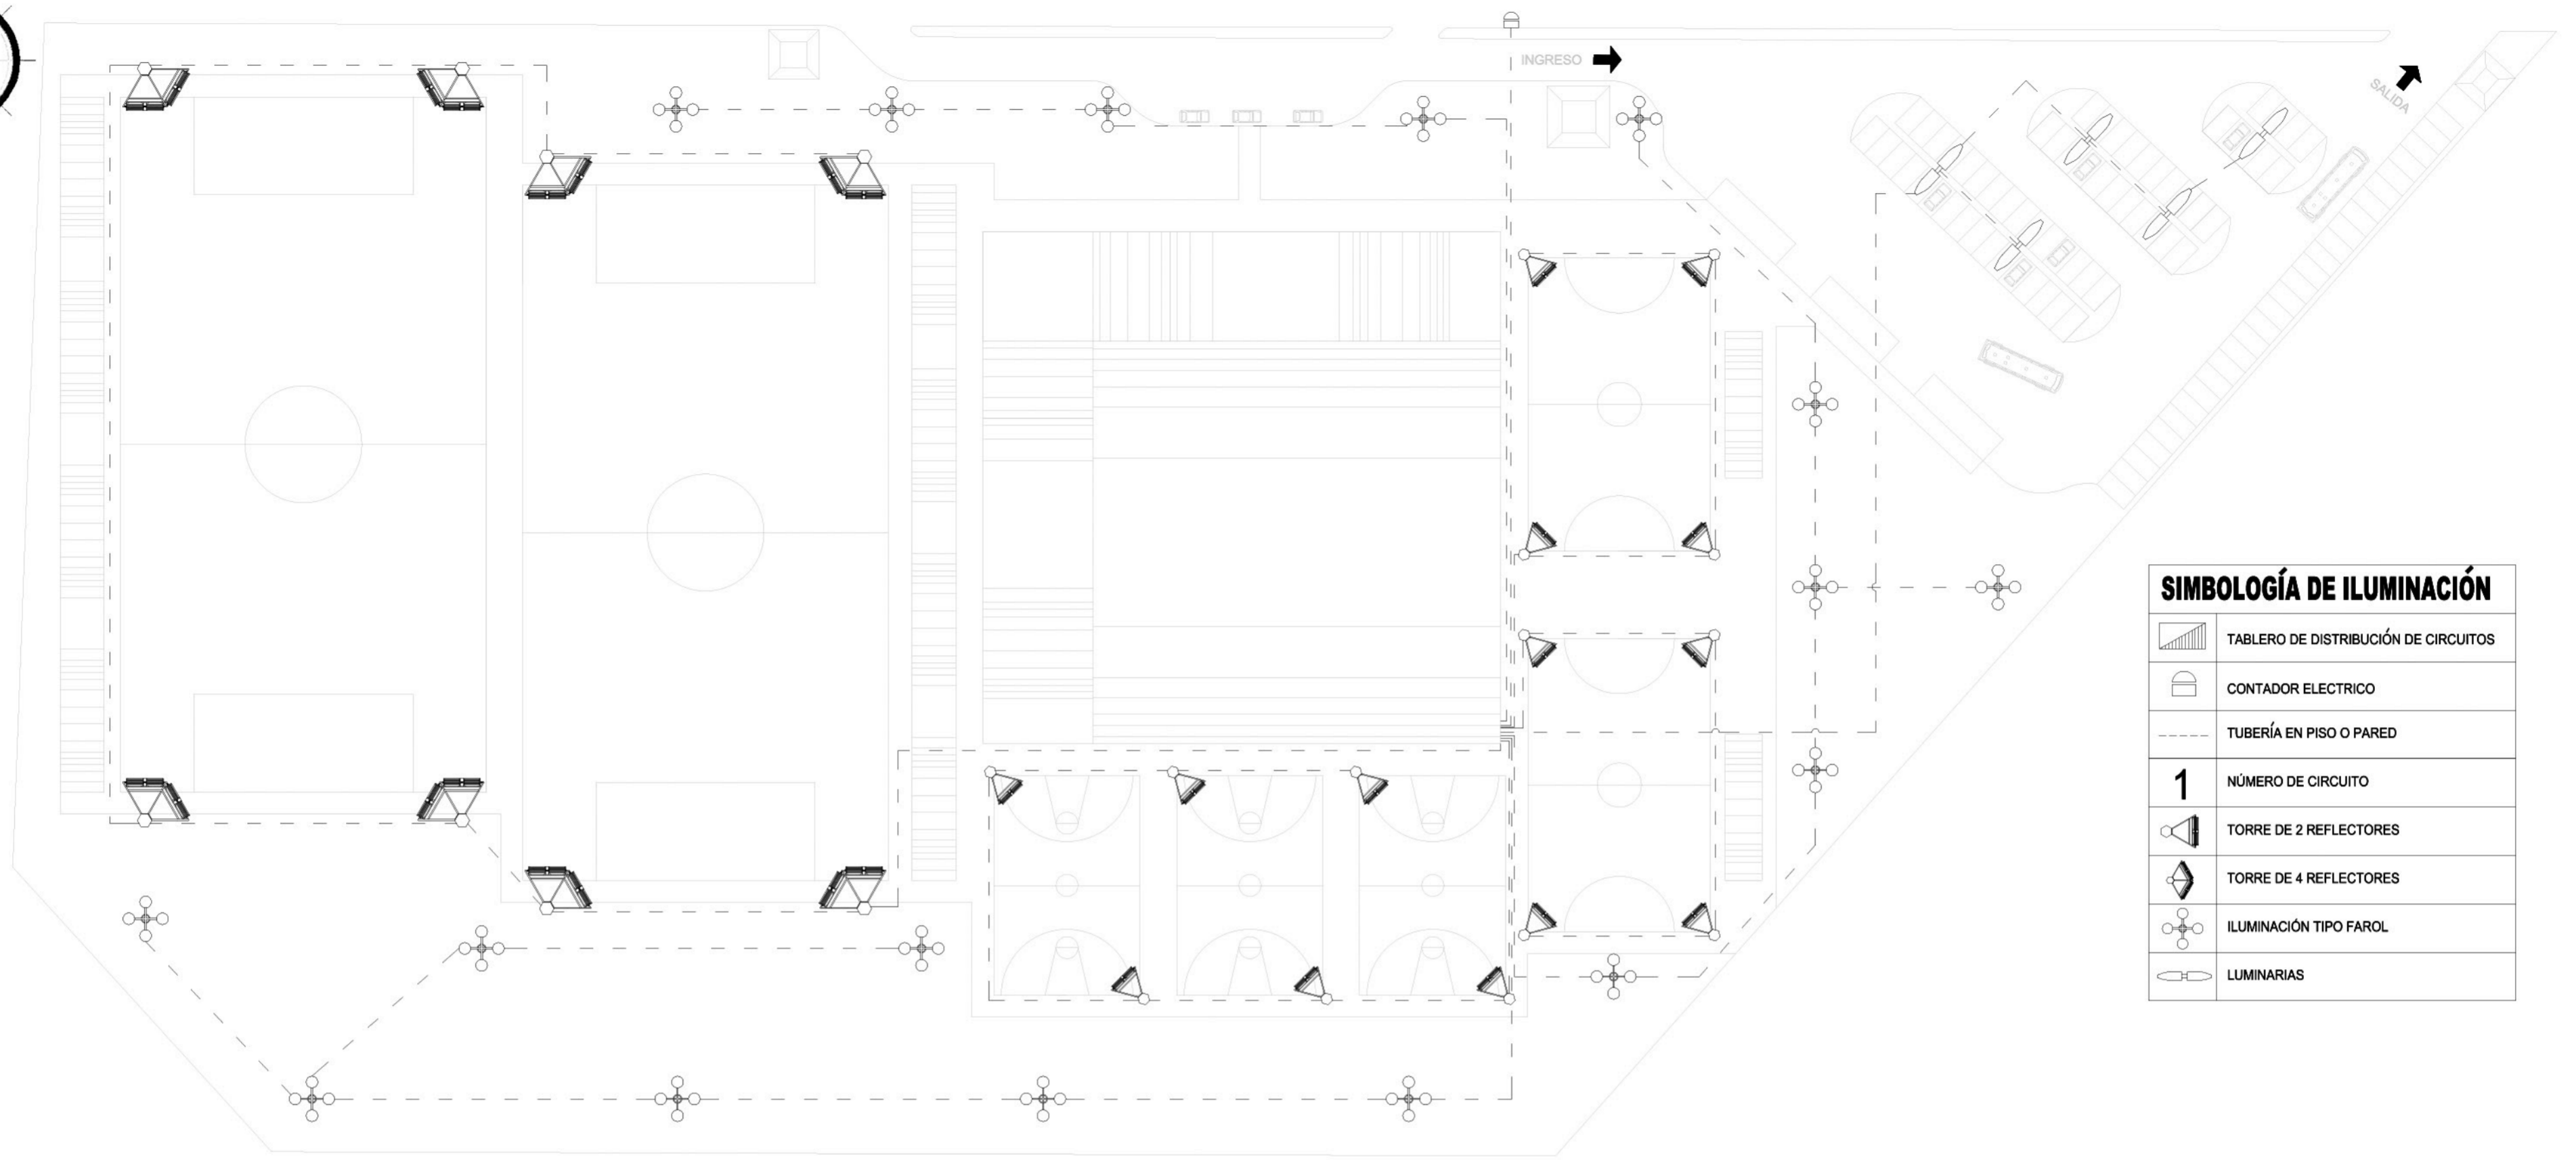 INGRESO
SALIDA
SIMBOLOGÍA DE ILUMINACIÓN
TABLERO DE DISTRIBUCIÓN DE CIRCUITOS
CONTADOR ELECTRICO
TUBERÍA EN PISO O PARED
1 NÚMERO DE CIRCUITO
TORRE DE 2 REFLECTORES
TORRE DE 4 REFLECTORES
ILUMINACIÓN TIPO FAROL
LUMINARIAS